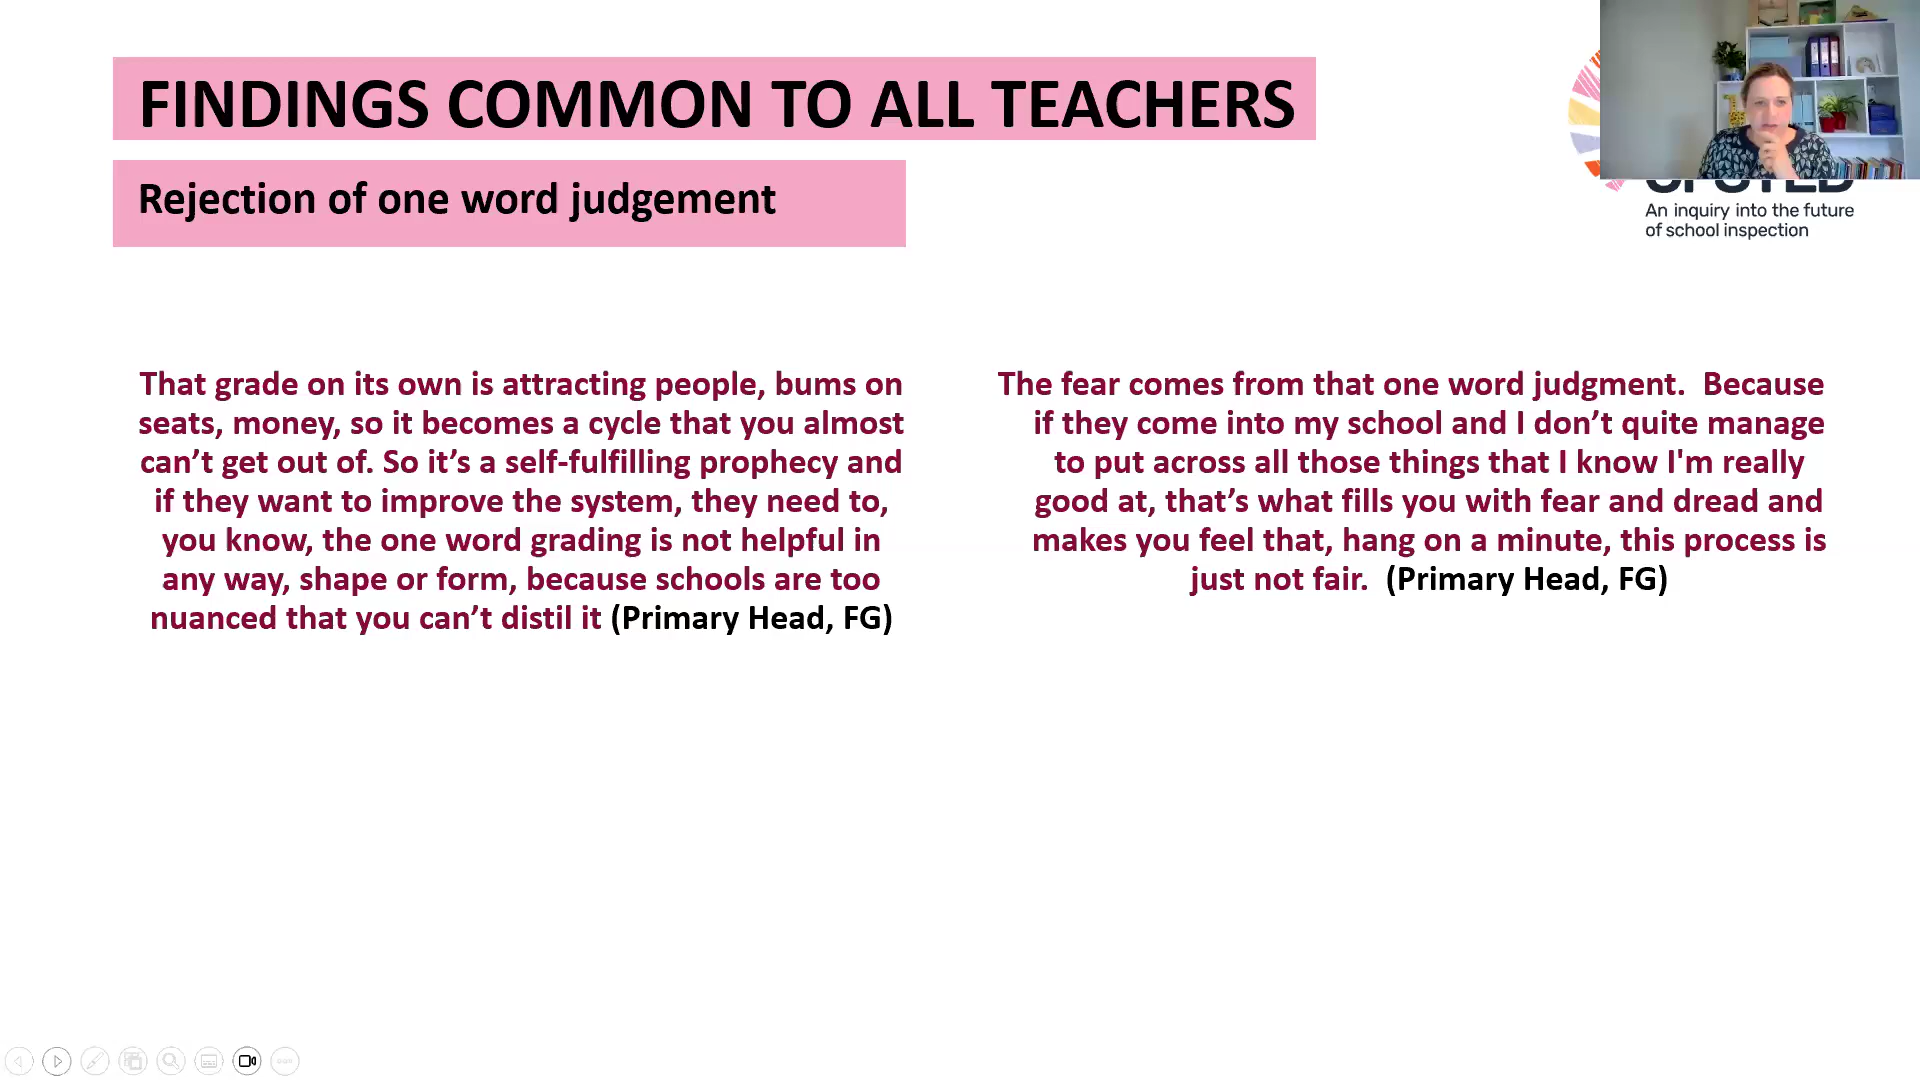 FINDINGS COMMON TO ALL TEACHERS
Rejection of one word judgement
An inquiry into the future
of school inspection
That grade on its own is attracting people, bums on
seats, money, so it becomes a cycle that you almost
can’t get out of. So it’s a self-fulfilling prophecy and
if they want to improve the system, they need to,
you know, the one word grading is not helpful in
any way, shape or form, because schools are too
nuanced that you can’t distil it (Primary Head, FG)
The fear comes from that one word judgment.  Because
if they come into my school and I don’t quite manage
to put across all those things that I know I'm really
good at, that’s what fills you with fear and dread and
makes you feel that, hang on a minute, this process is
just not fair.  (Primary Head, FG)